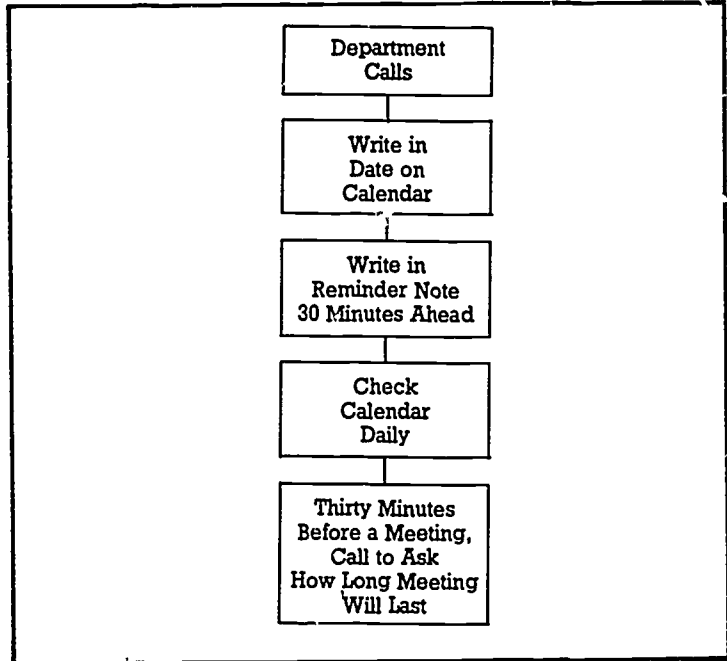 Department
Calls
Write in
Date on
Calendar
Write in
Reminder Note
30 Minutes Ahead
Check
Calendar
Daily
Thirty Minutes
Before a Meeting,
Call to Ask
How Long Meeting
Will Last